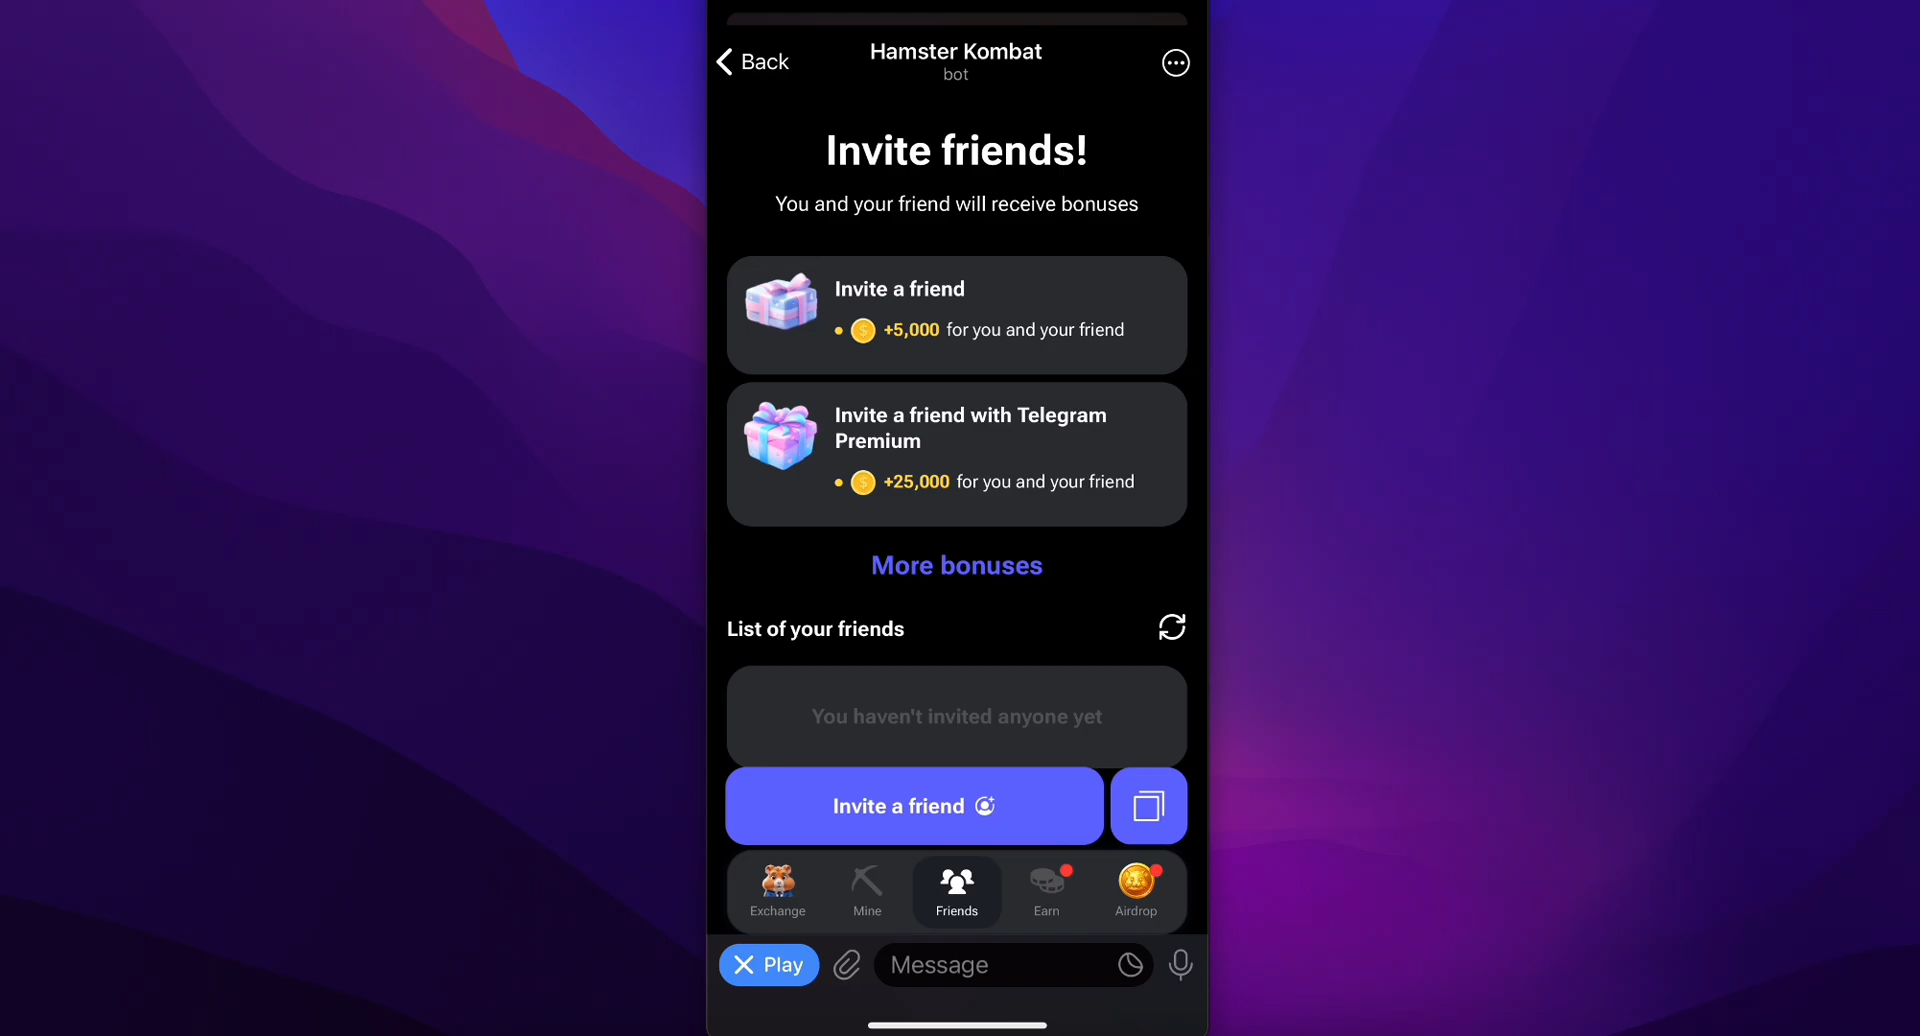 Back
Hamster Kombat
bot
Invite friends!
You and your friend will receive bonuses
Invite a friend
+5,000 for you and your friend
Invite a friend with Telegram
Premium
+25,000 for you and your friend
More bonuses
List of your friends
You haven't invited anyone yet
Invite a friend
Exchange
Mine
Friends
Earn
Airdrop
Play
Message